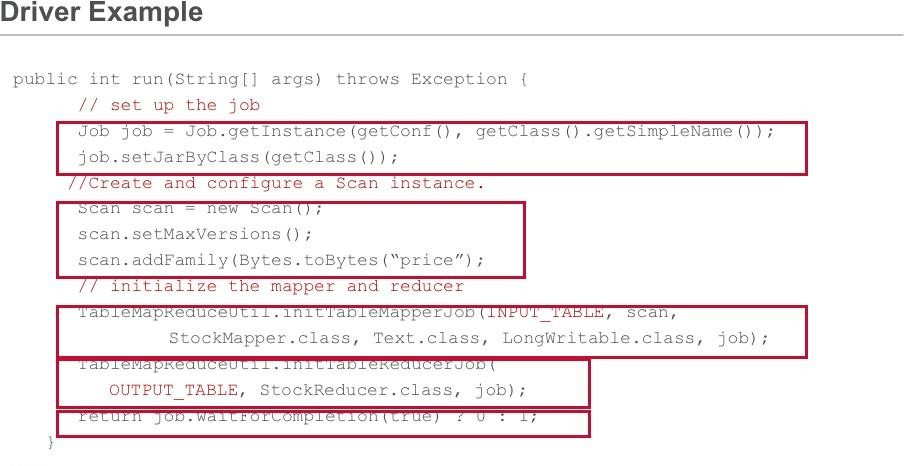 Driver Example
public int run(String[] args) throws Exception {
// set up the job
Job job = Job.getInstance(getConf(), getClass().getSimpleName());
job.setJarByClass(getClass());
//Create and configure a Scan instance.
Scan scan = new Scan();
scan.setMaxVersions();
scan.addFamily(Bytes.toBytes(“price”);
// initialize the mapper and reducer
TableMapReduceUtil.initTableMapperJob(INPUT_TABLE, scan,
StockMapper.class, Text.class, LongWritable.class, job);
TableMapReduceUtil.initTableReducerJob(
OUTPUT_TABLE, StockReducer.class, job);
return job.waitForCompletion(true) ? 0 : 1;
}